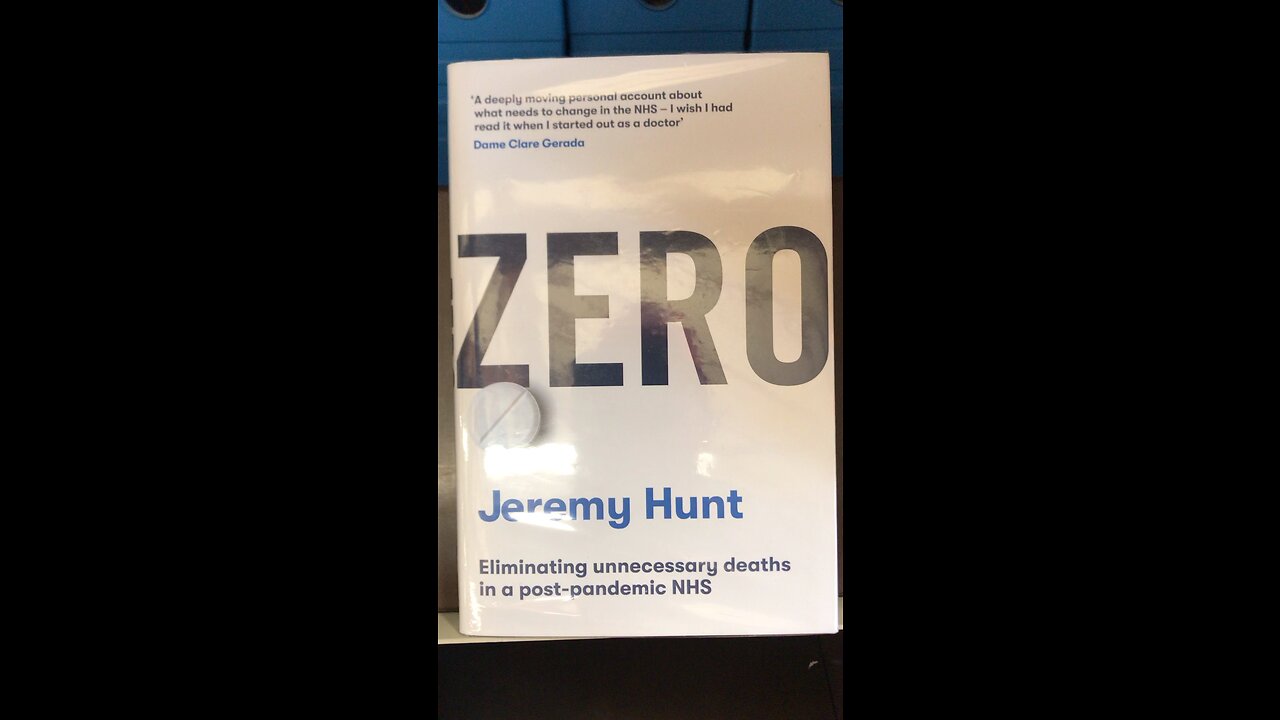 ‘A deeply moving personal account about
what needs to change in the NHS – I wish I had
read it when I started out as a doctor’
Dame Clare Gerada
ZERO
Jeremy Hunt
Eliminating unnecessary deaths
in a post-pandemic NHS